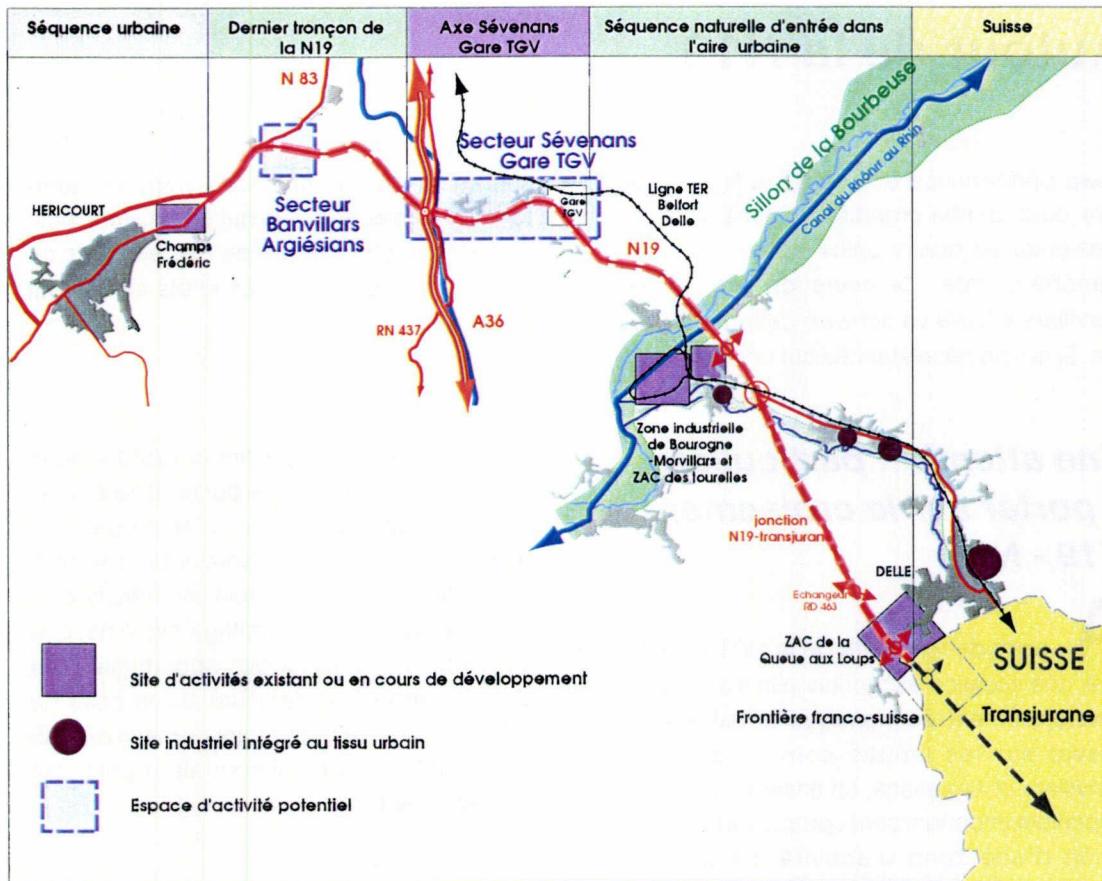 Séquence urbaine
Dernier tronçon de
la N19
Axe Sévenans
Gare TGV
Séquence naturelle d'entrée dans
l'aire urbaine
Suisse
N 83
Secteur Sévenans
Gare TGV
Sillon de la Bourbeuse
Canal du Rhônrr au Rhin
Ligne TER
Belfort
Delle
HERICOURT
Gare
TGV
Secteur
Banvillars
Argiésians
Champs
Frédéric
N19
RN 437
A36
Zone industrielle
de Bourogne
-Morvillars et
ZAC des tourelles
jonction
N19-transjuran
DELLE
Echangeur
RD 463
ZAC de la
Queue aux Loups
SUISSE
Frontière franco-suisse
Transjurane
Site d'activités existant ou en cours de développement
Site industriel intégré au tissu urbain
Espace d'activité potentiel